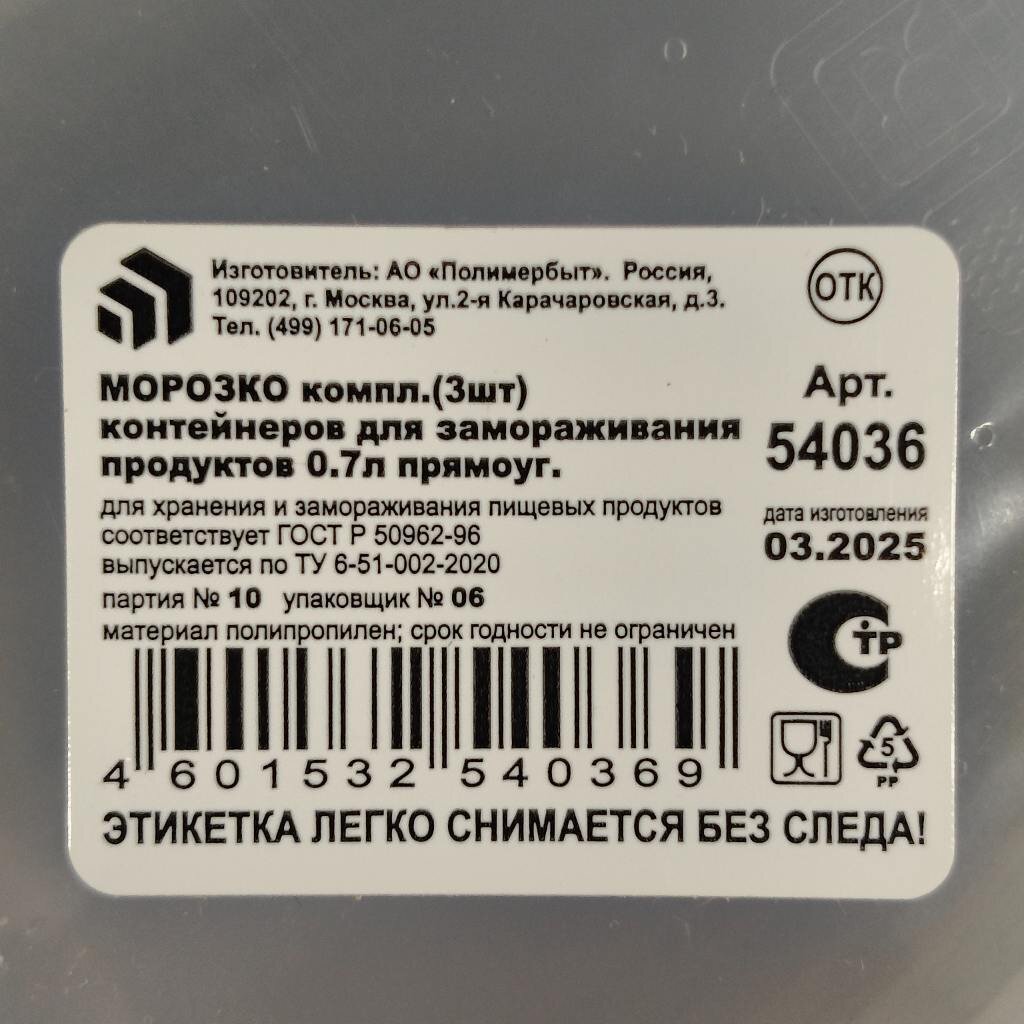 Изготовитель: АО «Полимербыт». Россия,
109202, г. Москва, ул.2-я Карачаровская, д.3.
Тел. (499) 171-06-05
ОТК
МОРОЗКО компл.(3шт)
контейнеров для замораживания
продуктов 0.7л прямоуг.
Арт.
54036
для хранения и замораживания пищевых продуктов
соответствует ГОСТ Р 50962-96
выпускается по ТУ 6-51-002-2020
партия № 10 упаковщик № 06
материал полипропилен; срок годности не ограничен
дата изготовления
03.2025
СТР
5
PP
4 601532 540369
ЭТИКЕТКА ЛЕГКО СНИМАЕТСЯ БЕЗ СЛЕДА!